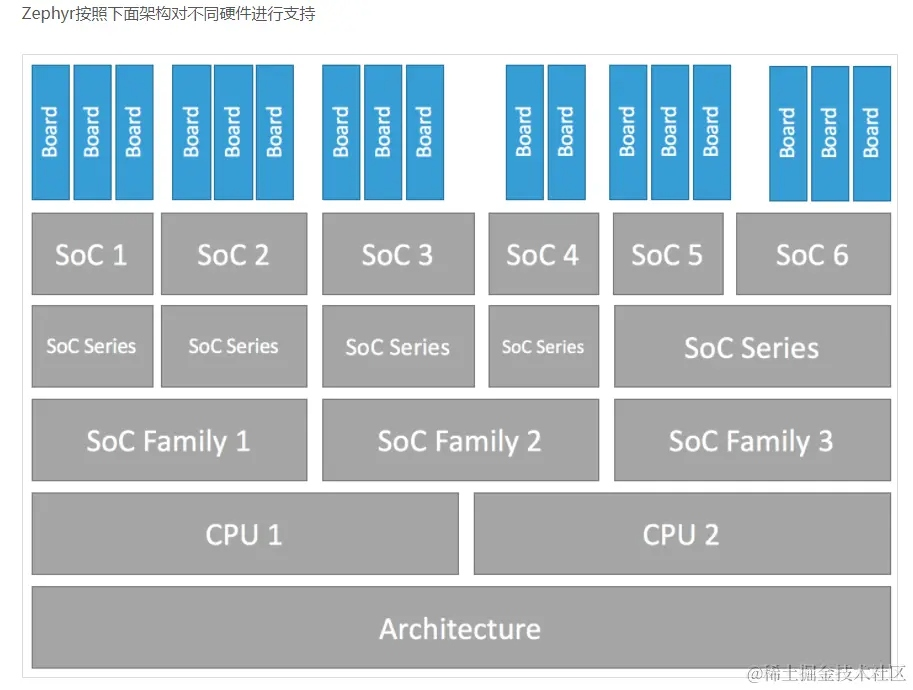 Zephyr按照下面架构对不同硬件进行支持
Board Board Board Board Board Board Board Board Board Board Board Board Board Board Board Board Board
SoC 1 SoC 2 SoC 3 SoC 4 SoC 5 SoC 6
SoC Series SoC Series SoC Series SoC Series SoC Series
SoC Family 1 SoC Family 2 SoC Family 3
CPU 1 CPU 2
Architecture
@稀土掘金技术社区